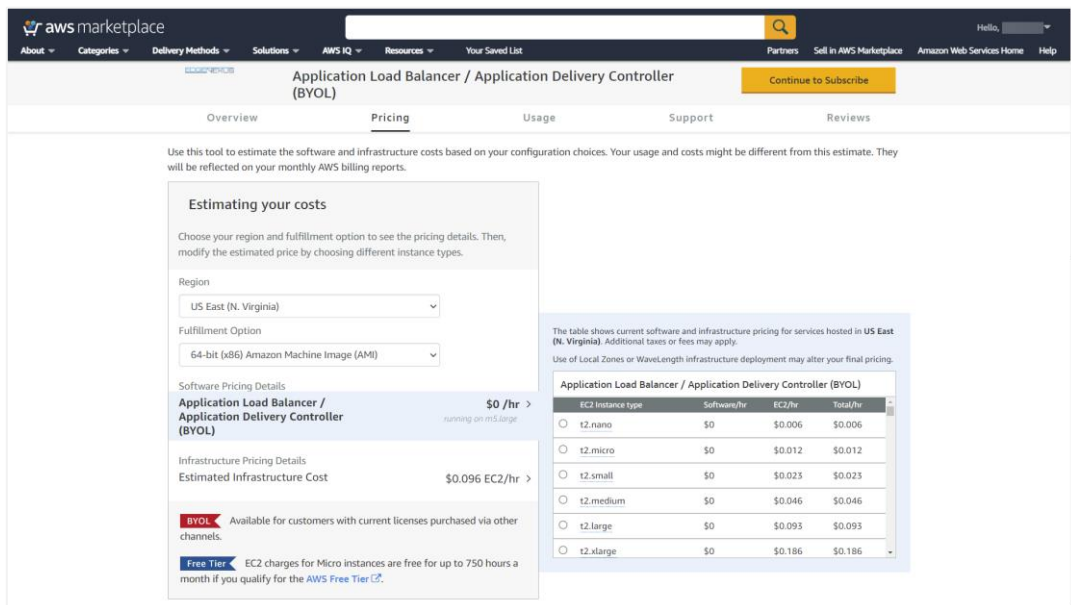 aws marketplace
Hello,
About
Categories
Delivery Methods
Solutions
AWS IQ
Resources
Your Saved List
Partners
Sell in AWS Marketplace
Amazon Web Services Home
Help
Application Load Balancer / Application Delivery Controller
(BYOL)
Continue to Subscribe
Overview
Pricing
Usage
Support
Reviews
Use this tool to estimate the software and infrastructure costs based on your configuration choices. Your usage and costs might be different from this estimate. They
will be reflected on your monthly AWS billing reports.
Estimating your costs
Choose your region and fulfillment option to see the pricing details. Then,
modify the estimated price by choosing different instance types.
Region
US East (N. Virginia)
Fulfillment Option
64-bit (x86) Amazon Machine Image (AMI)
Software Pricing Details
Application Load Balancer /
Application Delivery Controller
(BYOL)
$0 /hr >
running on m5.large
Infrastructure Pricing Details
Estimated Infrastructure Cost
$0.096 EC2/hr >
BYOL Available for customers with current licenses purchased via other
channels.
Free Tier EC2 charges for Micro instances are free for up to 750 hours a
month if you qualify for the AWS Free Tier.
The table shows current software and infrastructure pricing for services hosted in US East
(N. Virginia). Additional taxes or fees may apply.
Use of Local Zones or WaveLength infrastructure deployment may alter your final pricing.
Application Load Balancer / Application Delivery Controller (BYOL)
EC2 Instance type Software/hr EC2/hr Total/hr
t2.nano $0 $0.006 $0.006
t2.micro $0 $0.012 $0.012
t2.small $0 $0.023 $0.023
t2.medium $0 $0.046 $0.046
t2.large $0 $0.093 $0.093
t2.xlarge $0 $0.186 $0.186